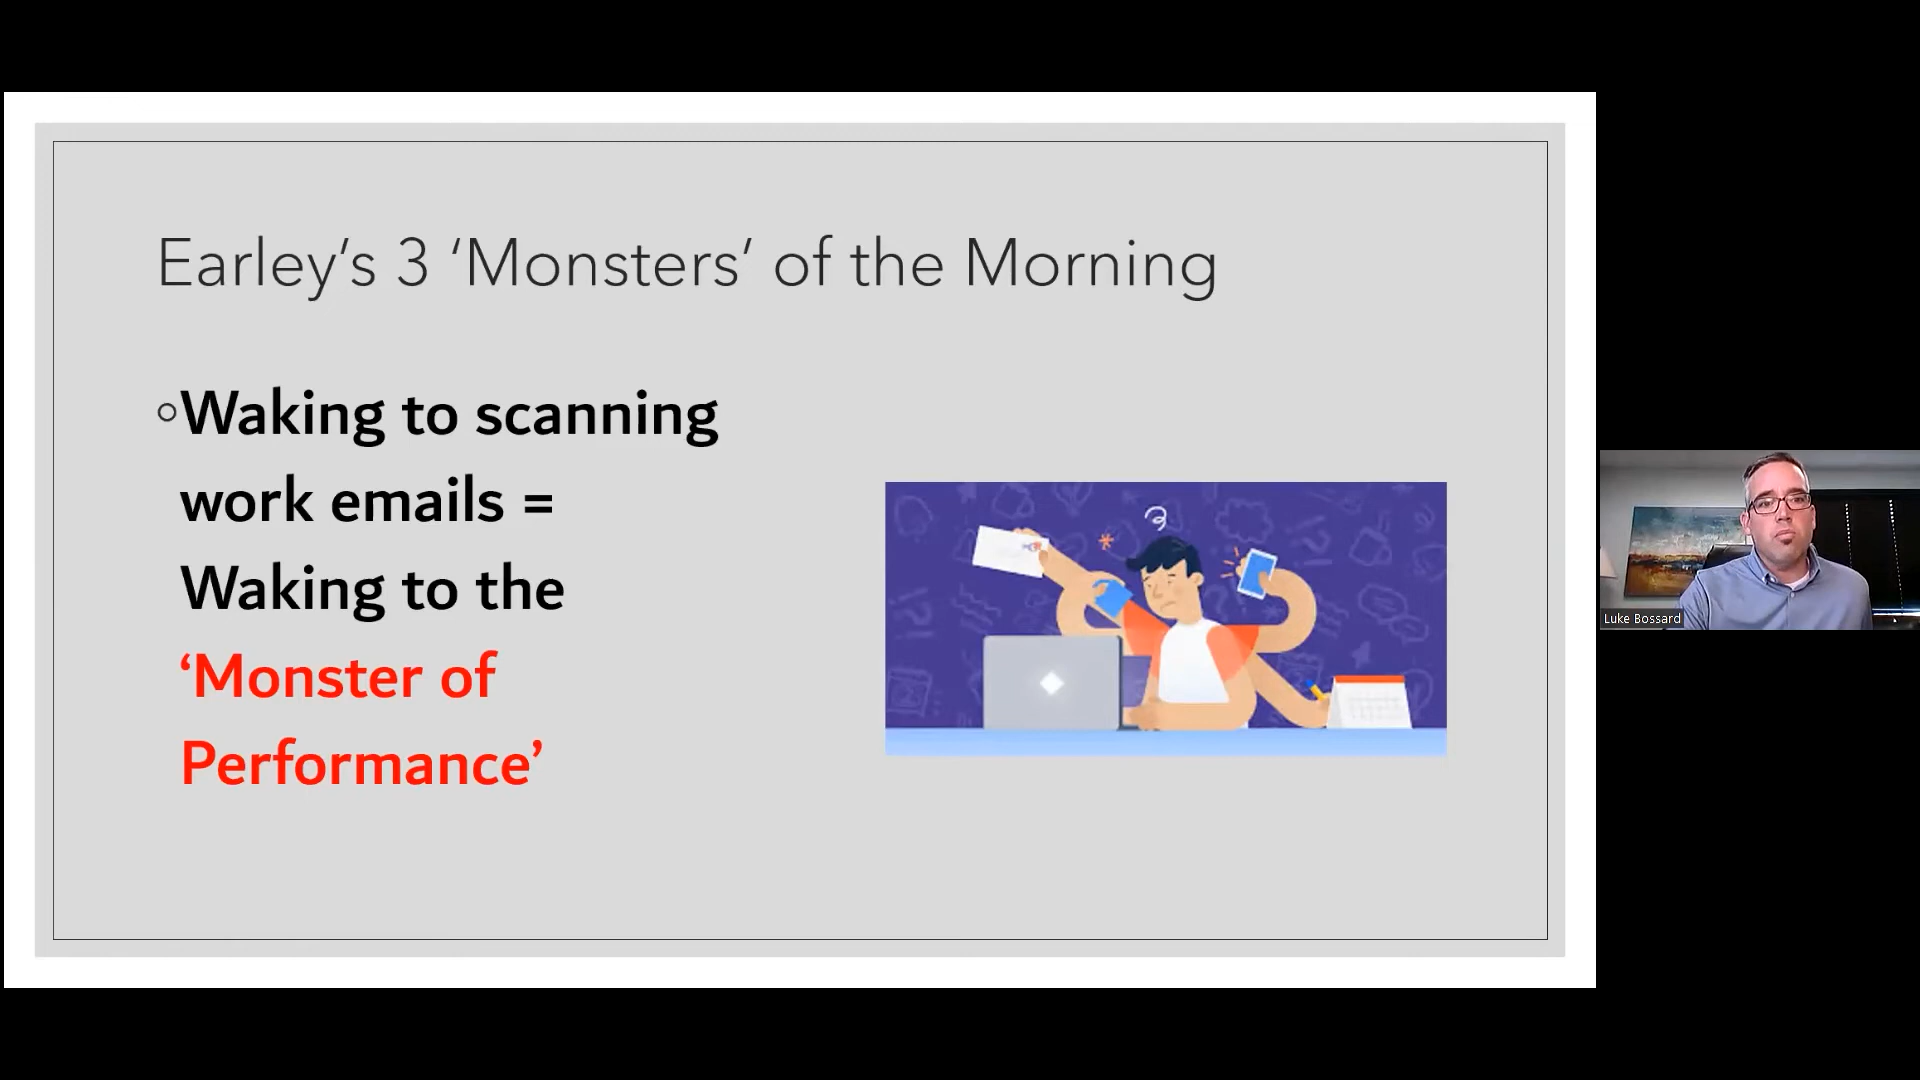 Earley’s 3 ‘Monsters’ of the Morning
◦Waking to scanning
work emails =
Waking to the
‘Monster of
Performance’
Luke Bossard